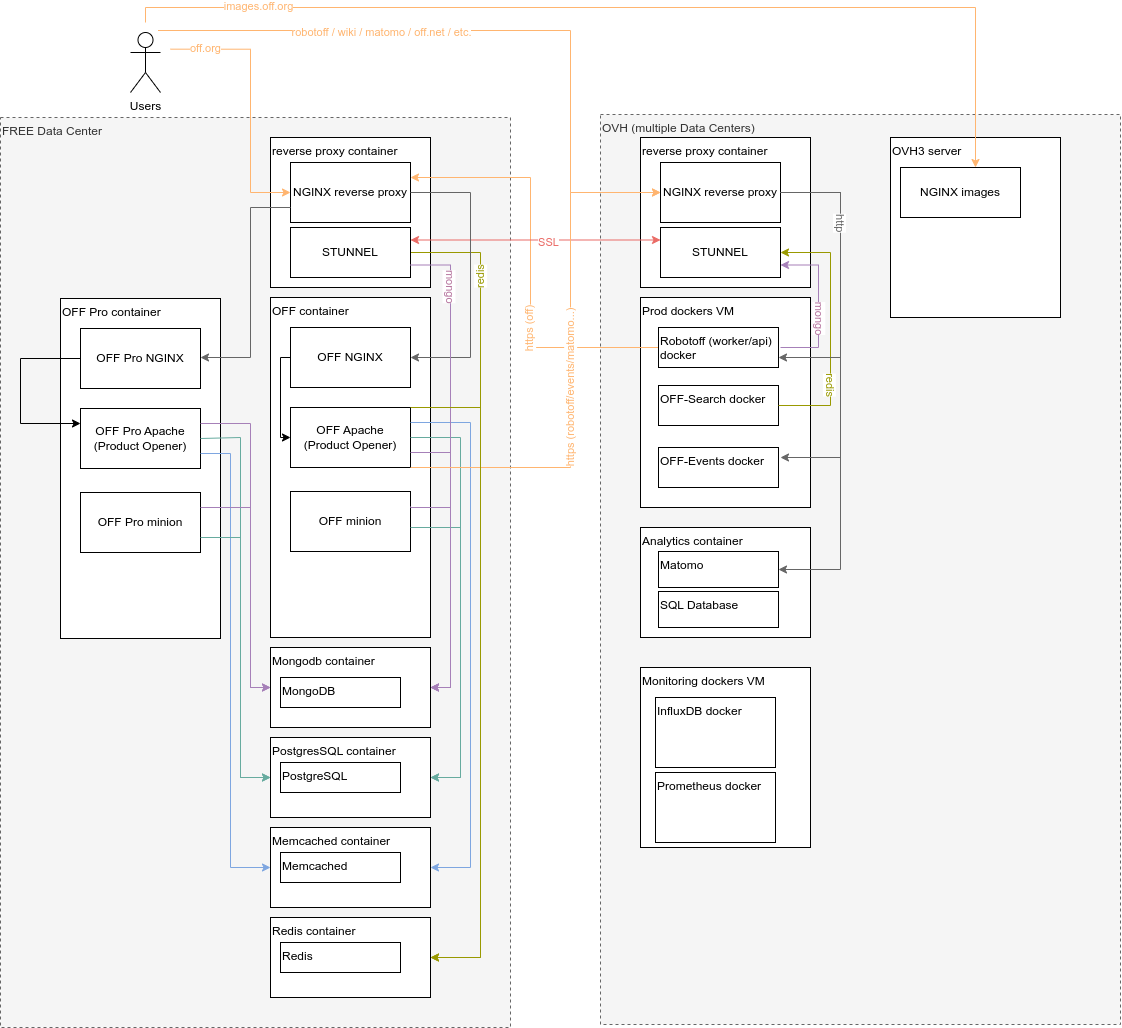 images.off.org
robotoff / wiki / matomo / off.net / etc.
off.org
Users
FREE Data Center
reverse proxy container
NGINX reverse proxy
STUNNEL
SSL
redis
mongo
OFF Pro container
OFF Pro NGINX
OFF Pro Apache
(Product Opener)
OFF Pro minion
OFF container
OFF NGINX
OFF Apache
(Product Opener)
OFF minion
https (off)
https (robotoff/events/matomo...)
Mongodb container
MongoDB
PostgresSQL container
PostgreSQL
Memcached container
Memcached
Redis container
Redis
OVH (multiple Data Centers)
reverse proxy container
NGINX reverse proxy
STUNNEL
http
mongo
redis
Prod dockers VM
Robotoff (worker/api)
docker
OFF-Search docker
OFF-Events docker
Analytics container
Matomo
SQL Database
Monitoring dockers VM
InfluxDB docker
Prometheus docker
OVH3 server
NGINX images